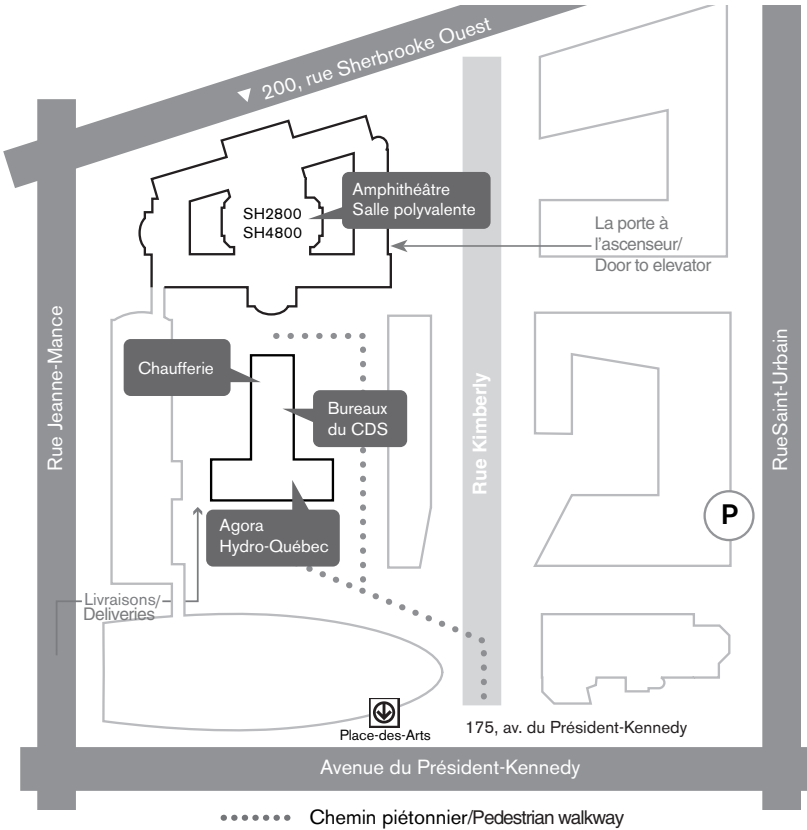 200, rue Sherbrooke Ouest
Amphithéâtre
Salle polyvalente
SH2800
SH4800
La porte à
l'ascenseur/
Door to elevator
Rue Jeanne-Mance
Chaufferie
Bureaux
du CDS
Rue Kimberly
RueSaint-Urbain
P
Agora
Hydro-Québec
Livraisons/
Deliveries
Place-des-Arts
175, av. du Président-Kennedy
Avenue du Président-Kennedy
Chemin piétonnier/Pedestrian walkway